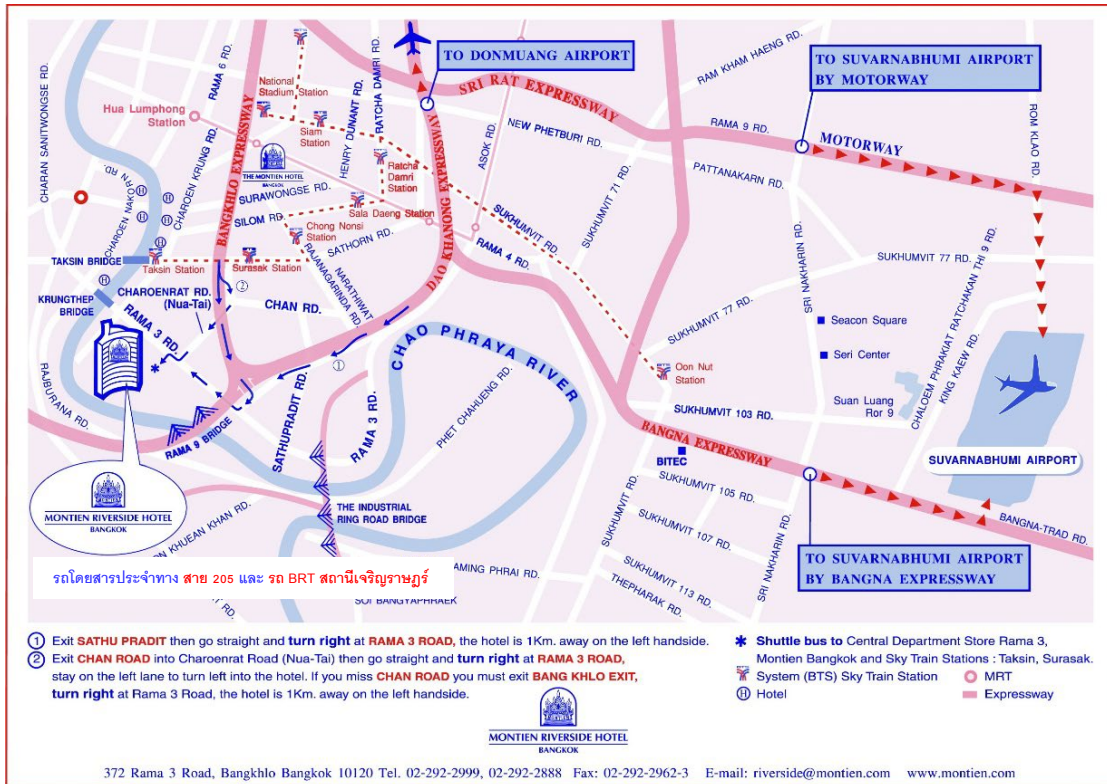 TO DONMUANG AIRPORT
TO SUVARNABHUMI AIRPORT
BY MOTORWAY
SRI RAT EXPRESSWAY
RAM KHAM HAENG RD.
ROM KLAO RD.
RAMA 9 RD.
MOTORWAY
CHARAN SANITWONGSE RD.
RAMA 6 RD.
National
Stadium Station
Hua Lumphong
Station
Siam
Station
HENRY DUNANT RD.
RATCHA DAMRI RD.
Ratcha
Damri
Station
ASOK RD.
NEW PHETBURI RD.
PATTANAKARN RD.
SUKHUMVIT 71 RD.
CHAROEN NAKORN RD.
CHAROEN KRUNG RD.
BANGKHLO EXPRESSWAY
THE MONTIEN HOTEL
BANGKOK
SURAWONGSE RD.
SILOM RD.
Sala Daeng Station
Chong Nonsi
Station
SATHORN RD.
DAO KHANONG EXPRESSWAY
RAMA 4 RD.
SUKHUMVIT RD.
SUKHUMVIT 77 RD.
SUKHUMVIT 77 RD.
SRI NAKHARIN RD.
TAKSIN BRIDGE
Taksin Station
Surasak Station
NARATHIWAT
RAJANAGARINDA RD.
KRUNGTHEP
BRIDGE
CHAROENRAT RD.
(Nua-Tai)
2
CHAN RD.
RAMA 3 RD.
CHAO PHRAYA RIVER
1
Seacon Square
Seri Center
Suan Luang
Ror 9
CHALOEM PHRAKIAT RATCHAKAN THI 9 RD.
KING KAEW RD.
Oon Nut
Station
SUKHUMVIT 103 RD.
RAJBURANA RD.
RAMA 9 BRIDGE
SATHUPRADIT RD.
RAMA 3 RD.
PHET CHAHUENG RD.
BANGNA EXPRESSWAY
BITEC
SUVARNABHUMI AIRPORT
MONTIEN RIVERSIDE HOTEL
BANGKOK
THE INDUSTRIAL
RING ROAD BRIDGE
SUKHUMVIT RD.
SUKHUMVIT 105 RD.
SUKHUMVIT 107 RD.
SUKHUMVIT 113 RD.
THEPHARAK RD.
SRI NAKHARIN RD.
BANGNA-TRAD RD.
TO SUVARNABHUMI AIRPORT
BY BANGNA EXPRESSWAY
KHUEAN KHAN RD.
PHRAI RD.
SOI BANGYAPHRAEK
รถโดยสารประจำทาง สาย 205 และ รถ BRT สถานีเจริญราษฎร์
1 Exit SATHU PRADIT then go straight and turn right at RAMA 3 ROAD, the hotel is 1Km. away on the left handside.
2 Exit CHAN ROAD into Charoenrat Road (Nua-Tai) then go straight and turn right at RAMA 3 ROAD,
stay on the left lane to turn left into the hotel. If you miss CHAN ROAD you must exit BANG KHLO EXIT,
turn right at Rama 3 Road, the hotel is 1Km. away on the left handside.
* Shuttle bus to Central Department Store Rama 3,
Montien Bangkok and Sky Train Stations : Taksin, Surasak.
System (BTS) Sky Train Station
MRT
H Hotel
Expressway
MONTIEN RIVERSIDE HOTEL
BANGKOK
372 Rama 3 Road, Bangkhlo Bangkok 10120 Tel. 02-292-2999, 02-292-2888 Fax: 02-292-2962-3 E-mail: riverside@montien.com www.montien.com